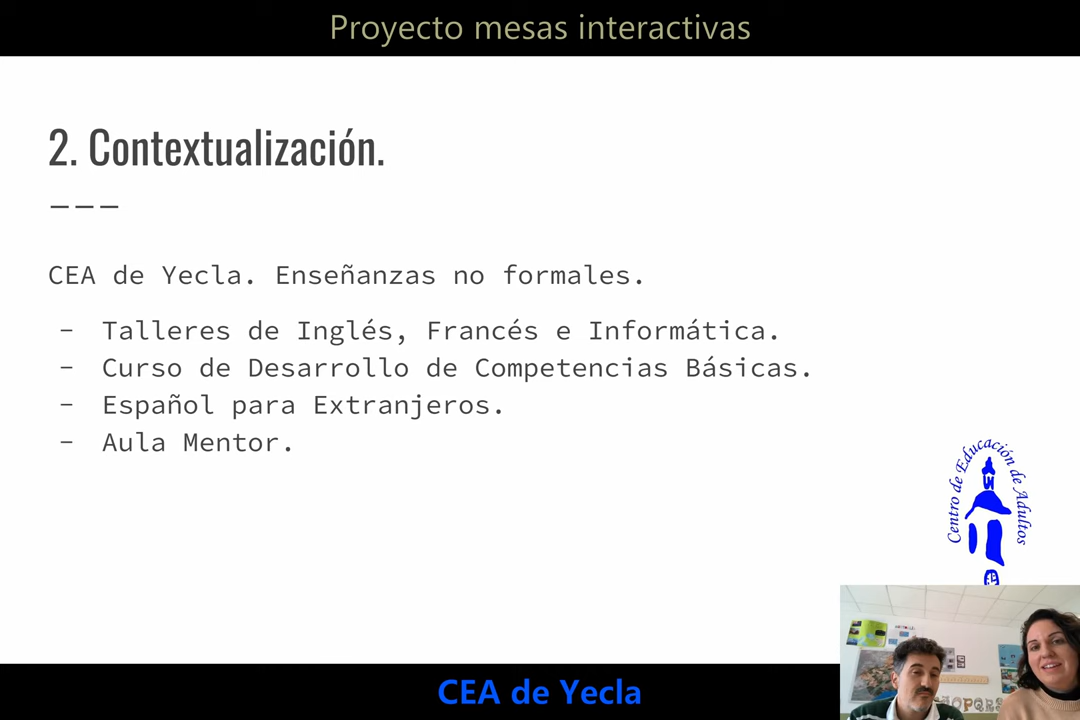 Proyecto mesas interactivas
2. Contextualización.
———
CEA de Yecla. Enseñanzas no formales.
- Talleres de Inglés, Francés e Informática.
- Curso de Desarrollo de Competencias Básicas.
- Español para Extranjeros.
- Aula Mentor.
Centro de Educación de Adultos
CEA de Yecla